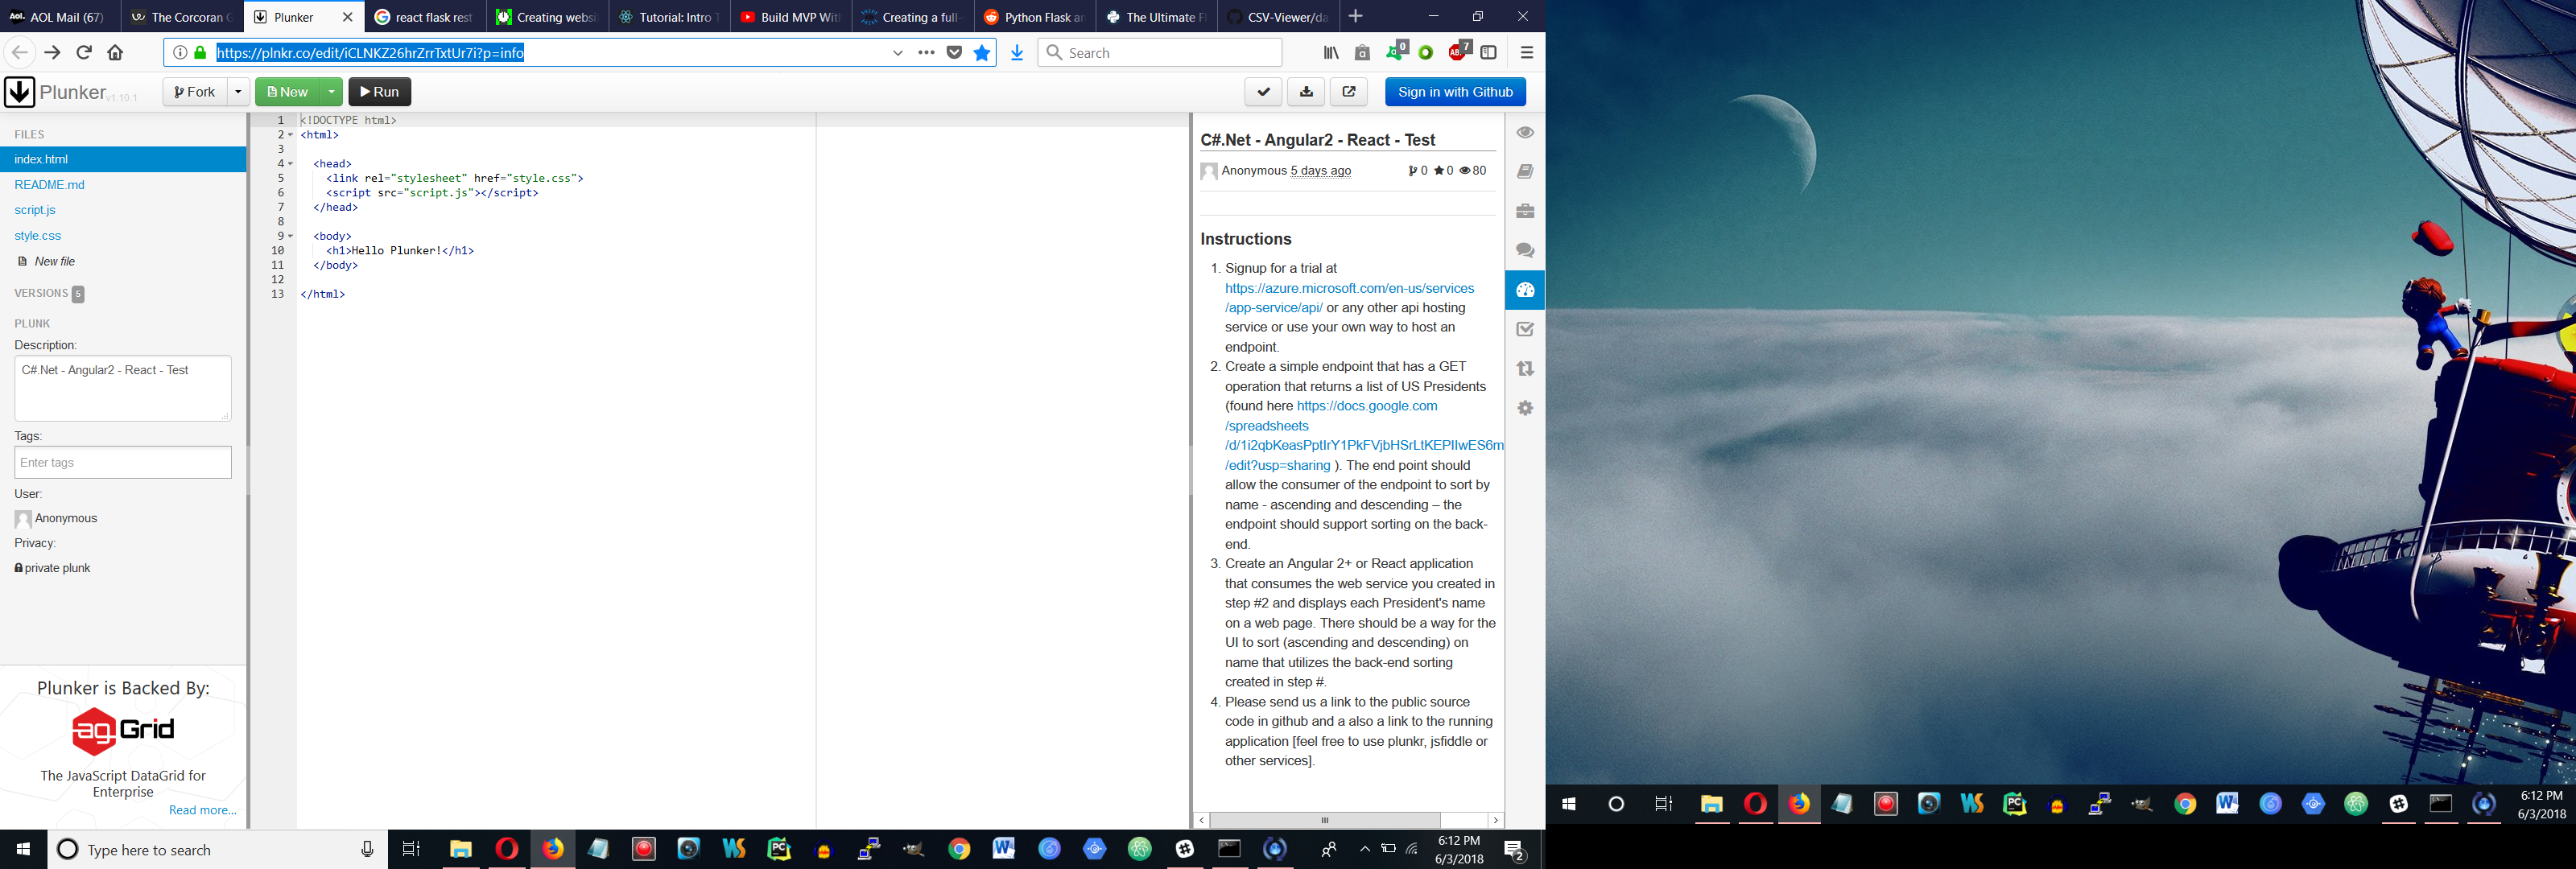 AOL Mail (67)
The Corcoran G
Plunker
react flask rest
Creating websi
Tutorial: Intro T
Build MVP With
Creating a full-
Python Flask an
The Ultimate Fl
CSV-Viewer/da
https://plnkr.co/edit/iCLNKZ26hrZrrTxtUr7i?p=info
Search
0
7
Plunker v1.10.1
Fork
New
Run
Sign in with Github
FILES
index.html
README.md
script.js
style.css
New file
VERSIONS 5
PLUNK
Description:
C#.Net - Angular2 - React - Test
Tags:
Enter tags
User:
Anonymous
Privacy:
private plunk
Plunker is Backed By:
ag Grid
The JavaScript DataGrid for
Enterprise
Read more...
1 <!DOCTYPE html>
2 <html>
3
4 <head>
5 <link rel="stylesheet" href="style.css">
6 <script src="script.js"></script>
7 </head>
8
9 <body>
10 <h1>Hello Plunker!</h1>
11 </body>
12
13 </html>
C#.Net - Angular2 - React - Test
Anonymous 5 days ago 0 0 80
Instructions
1. Signup for a trial at
https://azure.microsoft.com/en-us/services
/app-service/api/ or any other api hosting
service or use your own way to host an
endpoint.
2. Create a simple endpoint that has a GET
operation that returns a list of US Presidents
(found here https://docs.google.com
/spreadsheets
/d/1i2qbKeasPptIrY1PkFVjbHSrLtKEPIIwES6m
/edit?usp=sharing ). The end point should
allow the consumer of the endpoint to sort by
name - ascending and descending – the
endpoint should support sorting on the back-
end.
3. Create an Angular 2+ or React application
that consumes the web service you created in
step #2 and displays each President's name
on a web page. There should be a way for the
UI to sort (ascending and descending) on
name that utilizes the back-end sorting
created in step #.
4. Please send us a link to the public source
code in github and a also a link to the running
application [feel free to use plunkr, jsfiddle or
other services].
Type here to search
6:12 PM
6/3/2018
2
6:12 PM
6/3/2018